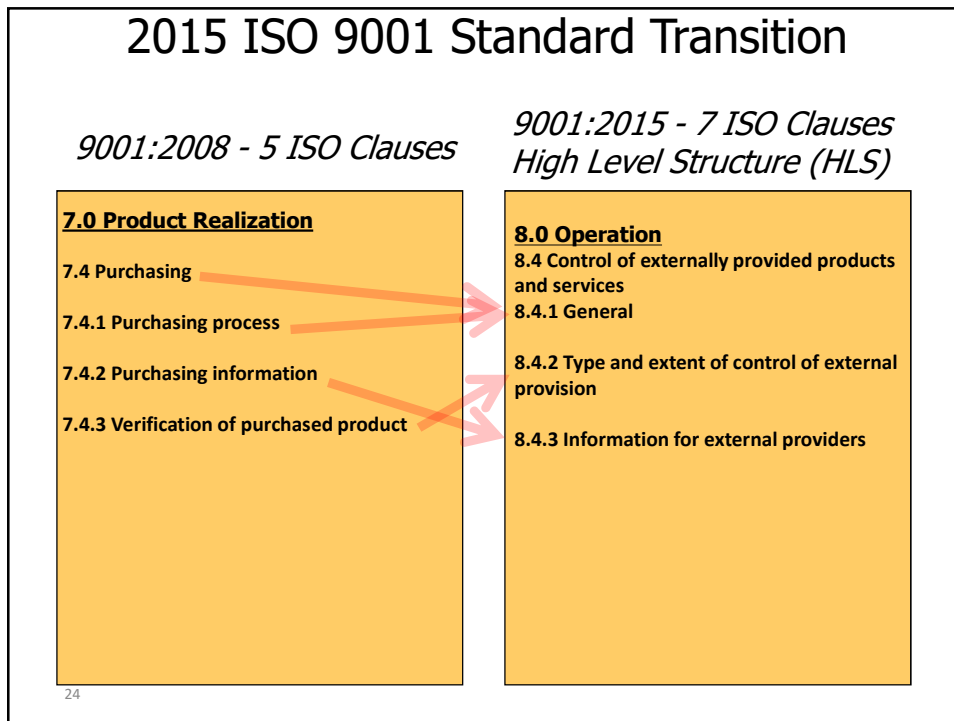 2015 ISO 9001 Standard Transition
9001:2008 - 5 ISO Clauses
9001:2015 - 7 ISO Clauses
High Level Structure (HLS)
7.0 Product Realization
7.4 Purchasing
7.4.1 Purchasing process
7.4.2 Purchasing information
7.4.3 Verification of purchased product
8.0 Operation
8.4 Control of externally provided products
and services
8.4.1 General
8.4.2 Type and extent of control of external
provision
8.4.3 Information for external providers
24